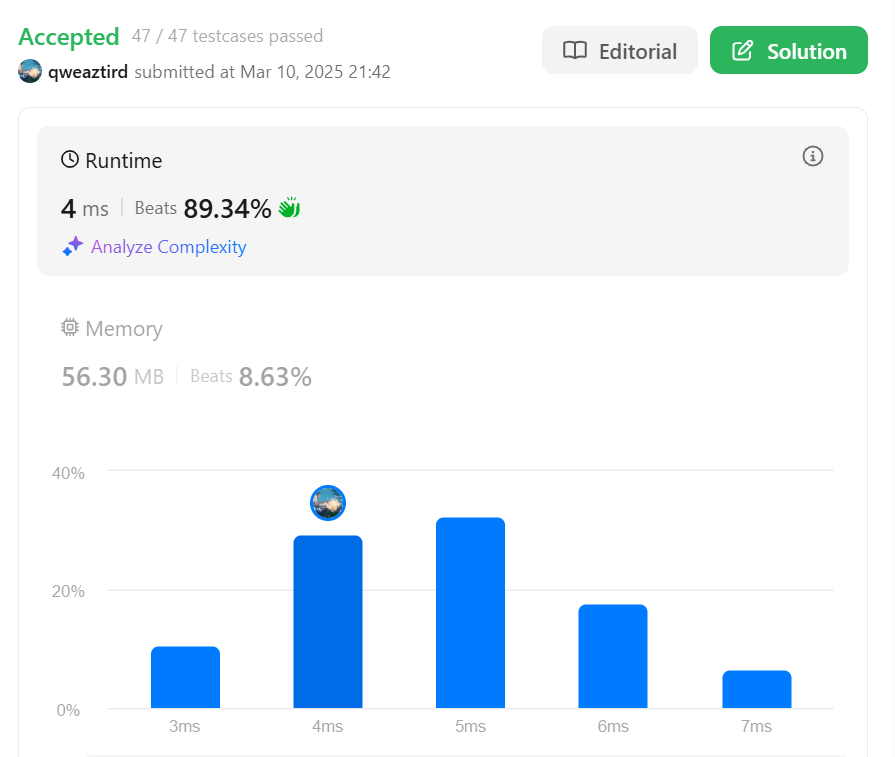 Accepted 47 / 47 testcases passed
Editorial
Solution
qweaztird submitted at Mar 10, 2025 21:42
Runtime
4 ms Beats 89.34%
Analyze Complexity
Memory
56.30 MB Beats 8.63%
40%
20%
0%
3ms 4ms 5ms 6ms 7ms